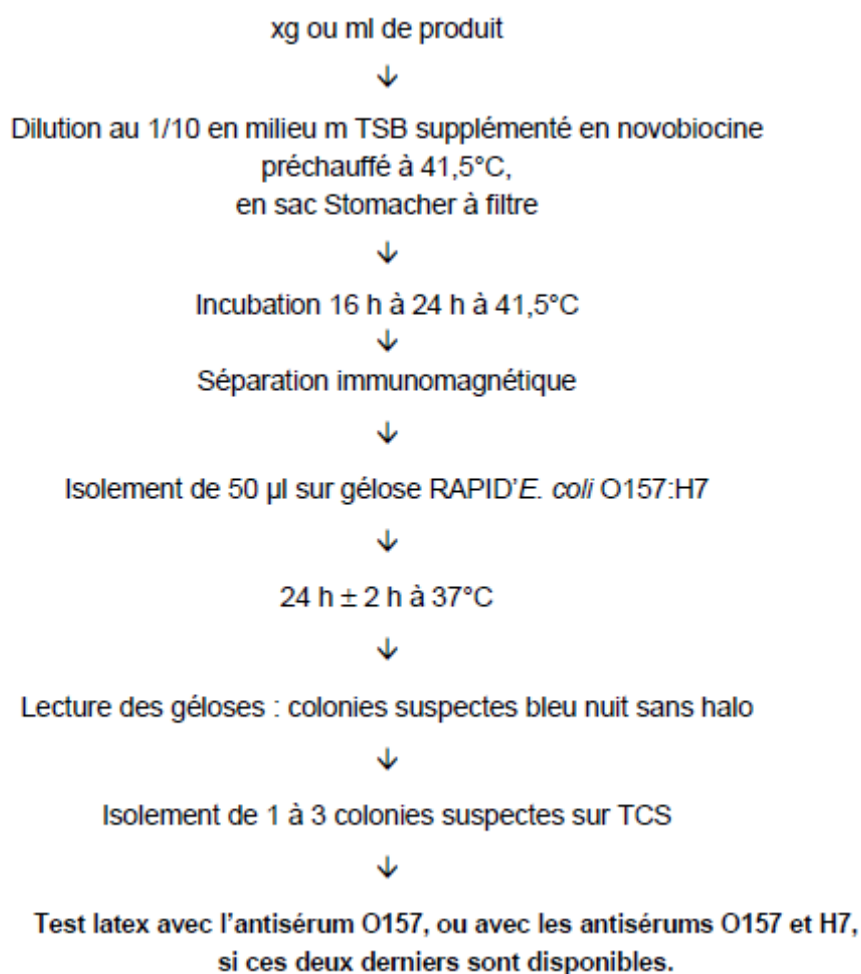 xg ou ml de produit
↓
Dilution au 1/10 en milieu m TSB supplémenté en novobiocine
préchauffé à 41,5°C,
en sac Stomacher à filtre
↓
Incubation 16 h à 24 h à 41,5°C
↓
Séparation immunomagnétique
↓
Isolement de 50 µl sur gélose RAPID'E. coli O157:H7
↓
24 h ± 2 h à 37°C
↓
Lecture des géloses : colonies suspectes bleu nuit sans halo
↓
Isolement de 1 à 3 colonies suspectes sur TCS
↓
Test latex avec l'antisérum O157, ou avec les antisérums O157 et H7,
si ces deux derniers sont disponibles.